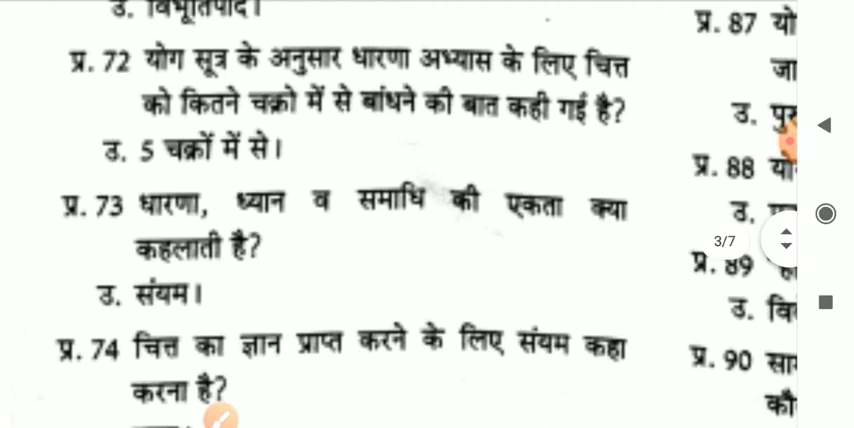 उ. विभूतिपाद।
प्र. 72 योग सूत्र के अनुसार धारणा अभ्यास के लिए चित्त
को कितने चक्रो में से बांधने की बात कही गई है?
उ. 5 चक्रों में से।
प्र. 73 धारणा, ध्यान व समाधि की एकता क्या
कहलाती है?
उ. संयम।
प्र. 74 चित्त का ज्ञान प्राप्त करने के लिए संयम कहा
करना है?
प्र. 87 यो
जा
उ.
प्र. 88 यो
उ.
3/7
प्र. 89
उ. वि
प्र. 90 सा
कौ